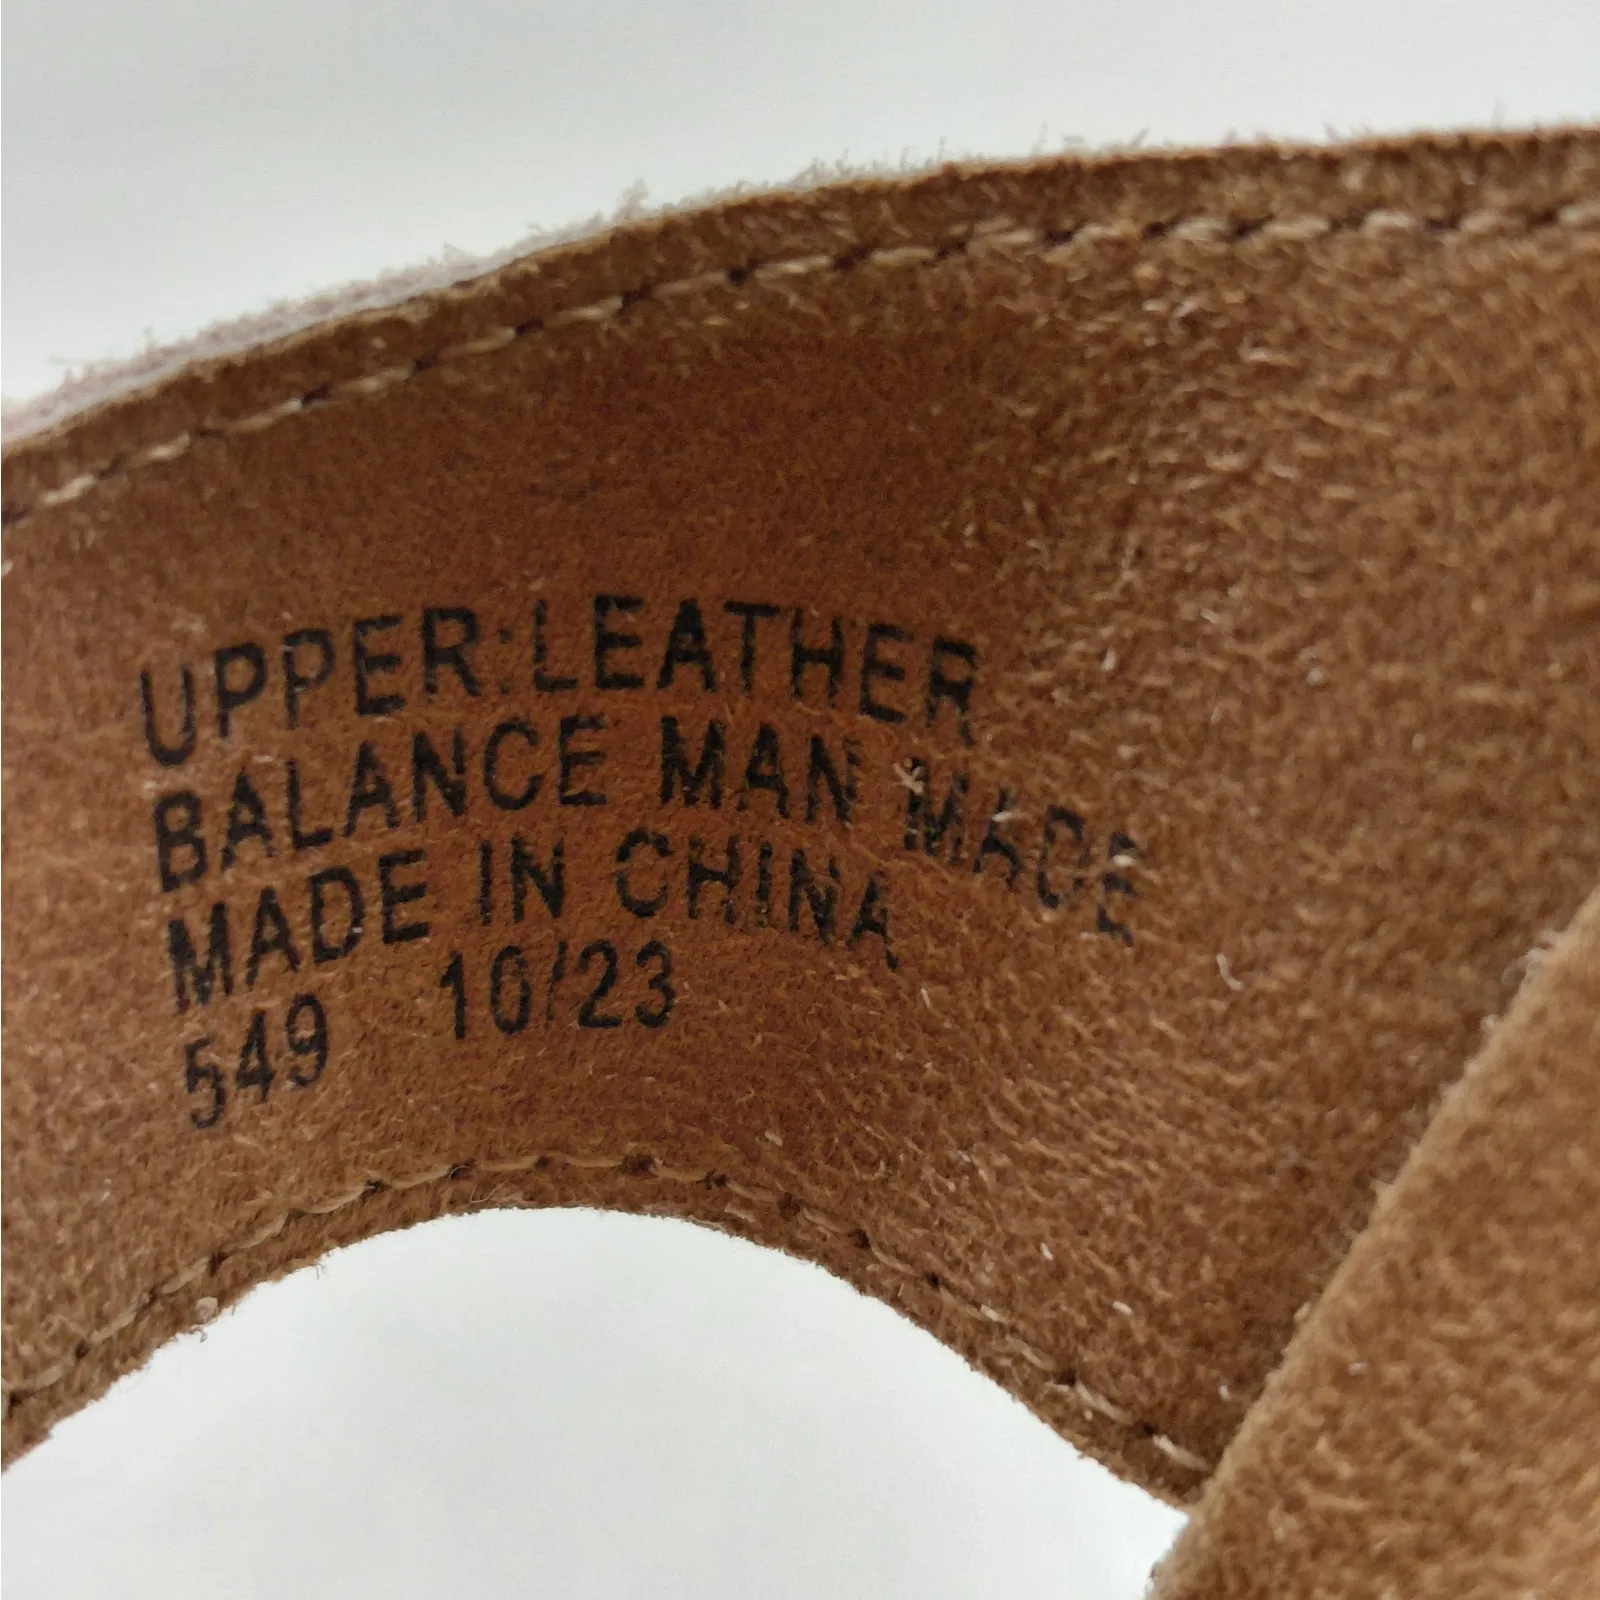 UPPER:LEATHER
BALANCE MAN MADE
MADE IN CHINA
549 10/23